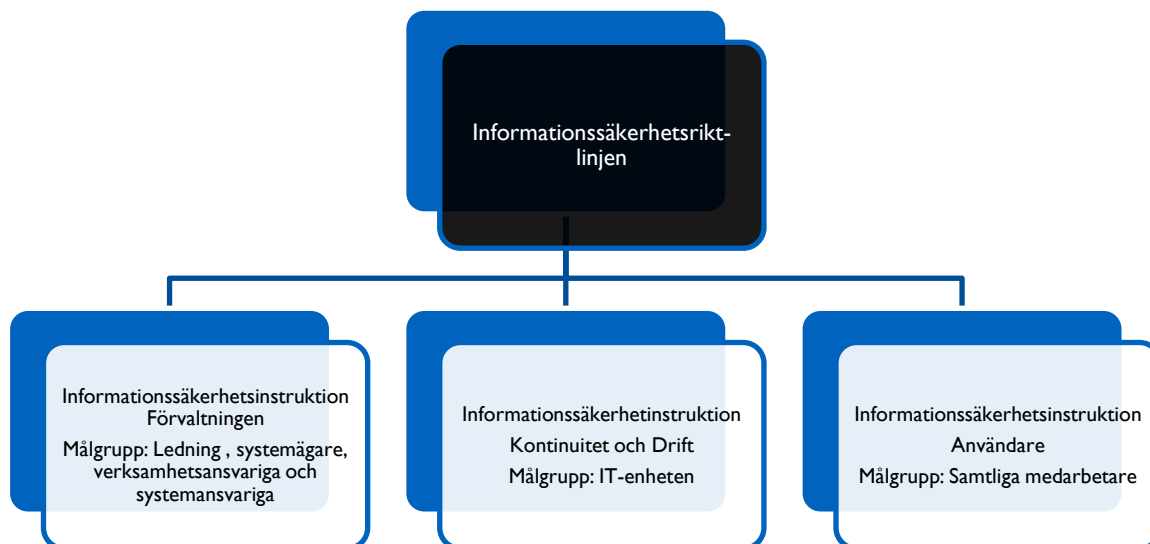 Informationssäkerhetsrikt-
linjen
Informationssäkerhetsinstruktion
Förvaltningen
Målgrupp: Ledning , systemägare,
verksamhetsansvariga och
systemansvariga
Informationssäkerhetinstruktion
Kontinuitet och Drift
Målgrupp: IT-enheten
Informationssäkerhetsinstruktion
Användare
Målgrupp: Samtliga medarbetare